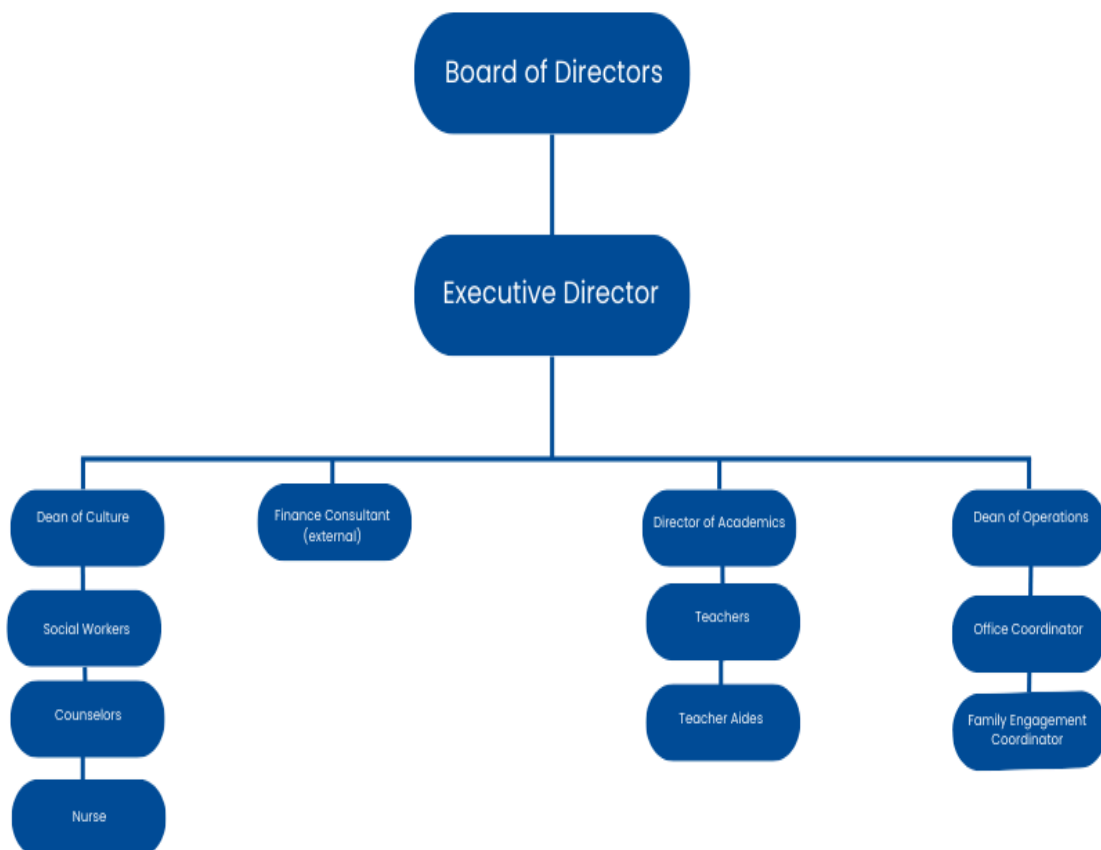 Board of Directors
Executive Director
Dean of Culture
Finance Consultant
(external)
Director of Academics
Dean of Operations
Social Workers
Teachers
Office Coordinator
Counselors
Teacher Aides
Family Engagement
Coordinator
Nurse